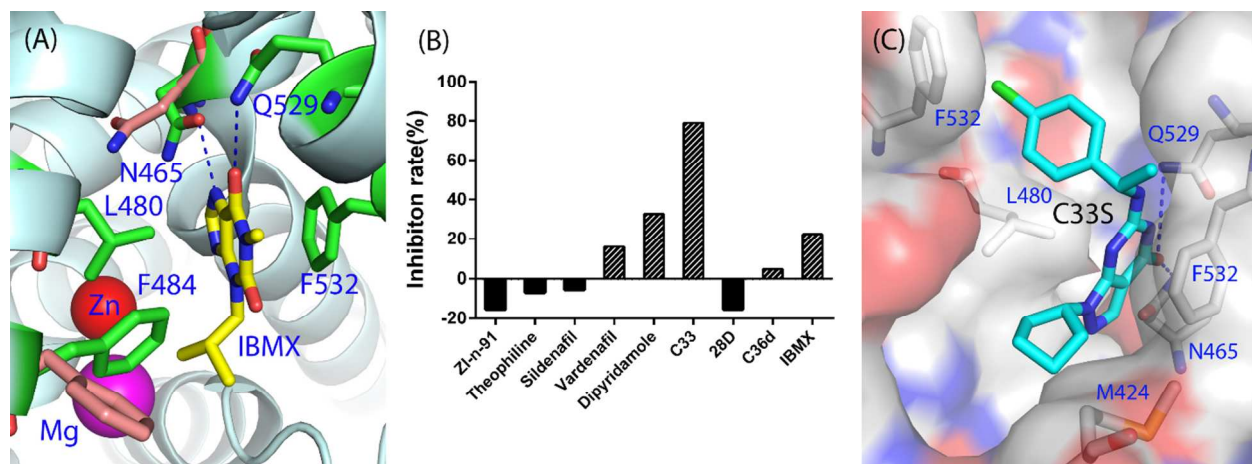 (A)
Q529
N465
L480
F484
F532
Zn
IBMX
Mg
(B)
Inhibiton rate(%)
100
80
60
40
20
0
-20
Zl-n-91
Theophiline
Sildenafil
Vardenafil
Dipyridamole
C33
28D
C36d
IBMX
(C)
F532
Q529
L480
C33S
F532
N465
M424